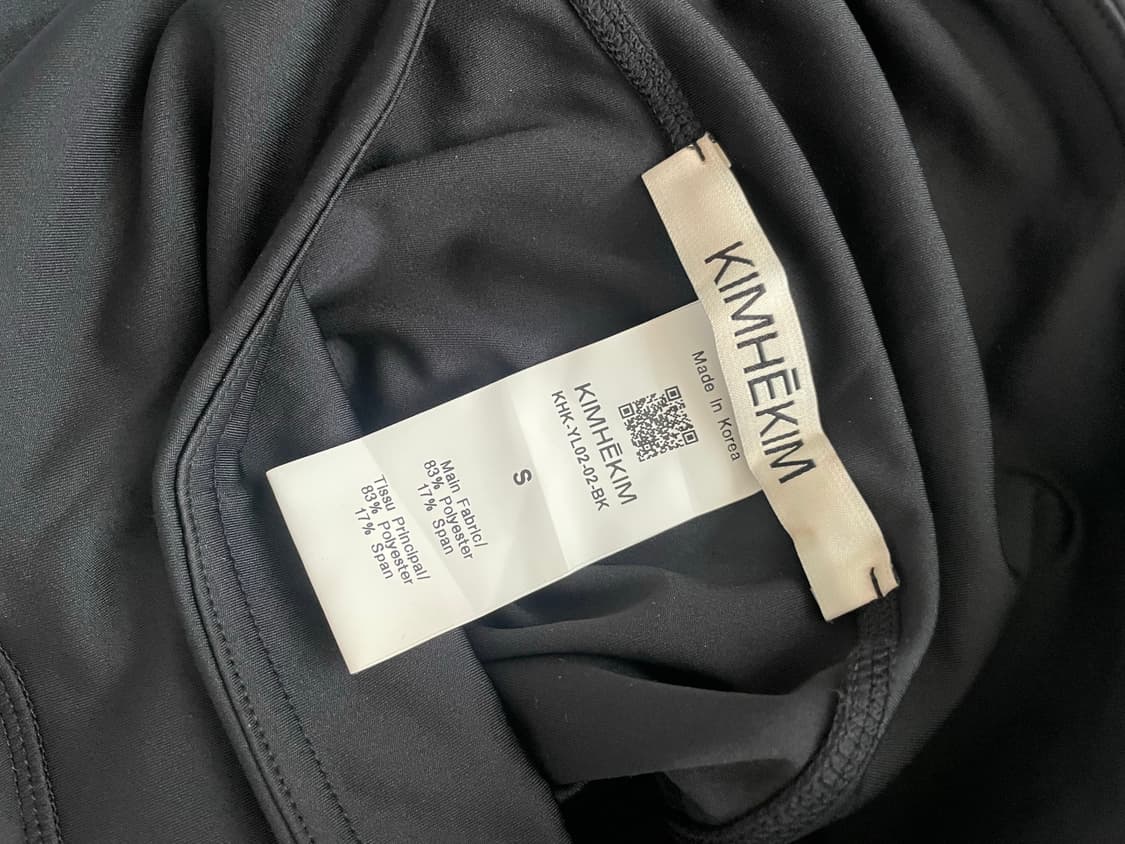 KIMHĒKIM
Made In Korea
KIMHĒKIM
KHK-YL02-02-BK
S
Main Fabric/
83% Polyester
17% Span
Tissu Principal/
83% Polyester
17% Span